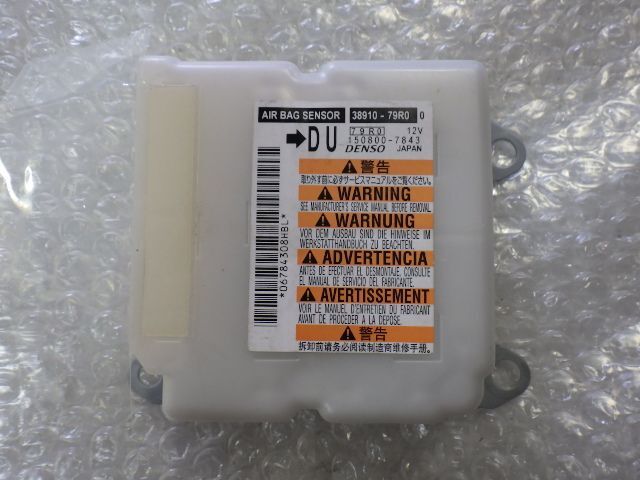 AIR BAG SENSOR 38910 - 79R0 0
DU 79R0 12V
150800-7843
DENSO JAPAN
警告
取り外す前に必ずサービスマニュアルをご覧ください。
WARNING
SEE MANUFACTURER'S SERVICE MANUAL BEFORE REMOVAL.
WARNUNG
VOR DEM AUSBAU SIND DIE HINWEISE IM
WERKSTATTHANDBUCH ZU BEACHTEN.
ADVERTENCIA
ANTES DE EFECTUAR EL DESMONTAJE, CONSULTE
EL MANUAL DE SERVICIO DEL FABRICANTE.
AVERTISSEMENT
VOIR LE MANUEL D'ENTRETIEN DU FABRICANT
AVANT DE PROCEDER A LA DEPOSE.
警告
拆卸前请务必阅读制造商维修手册。
*06784308HBL*